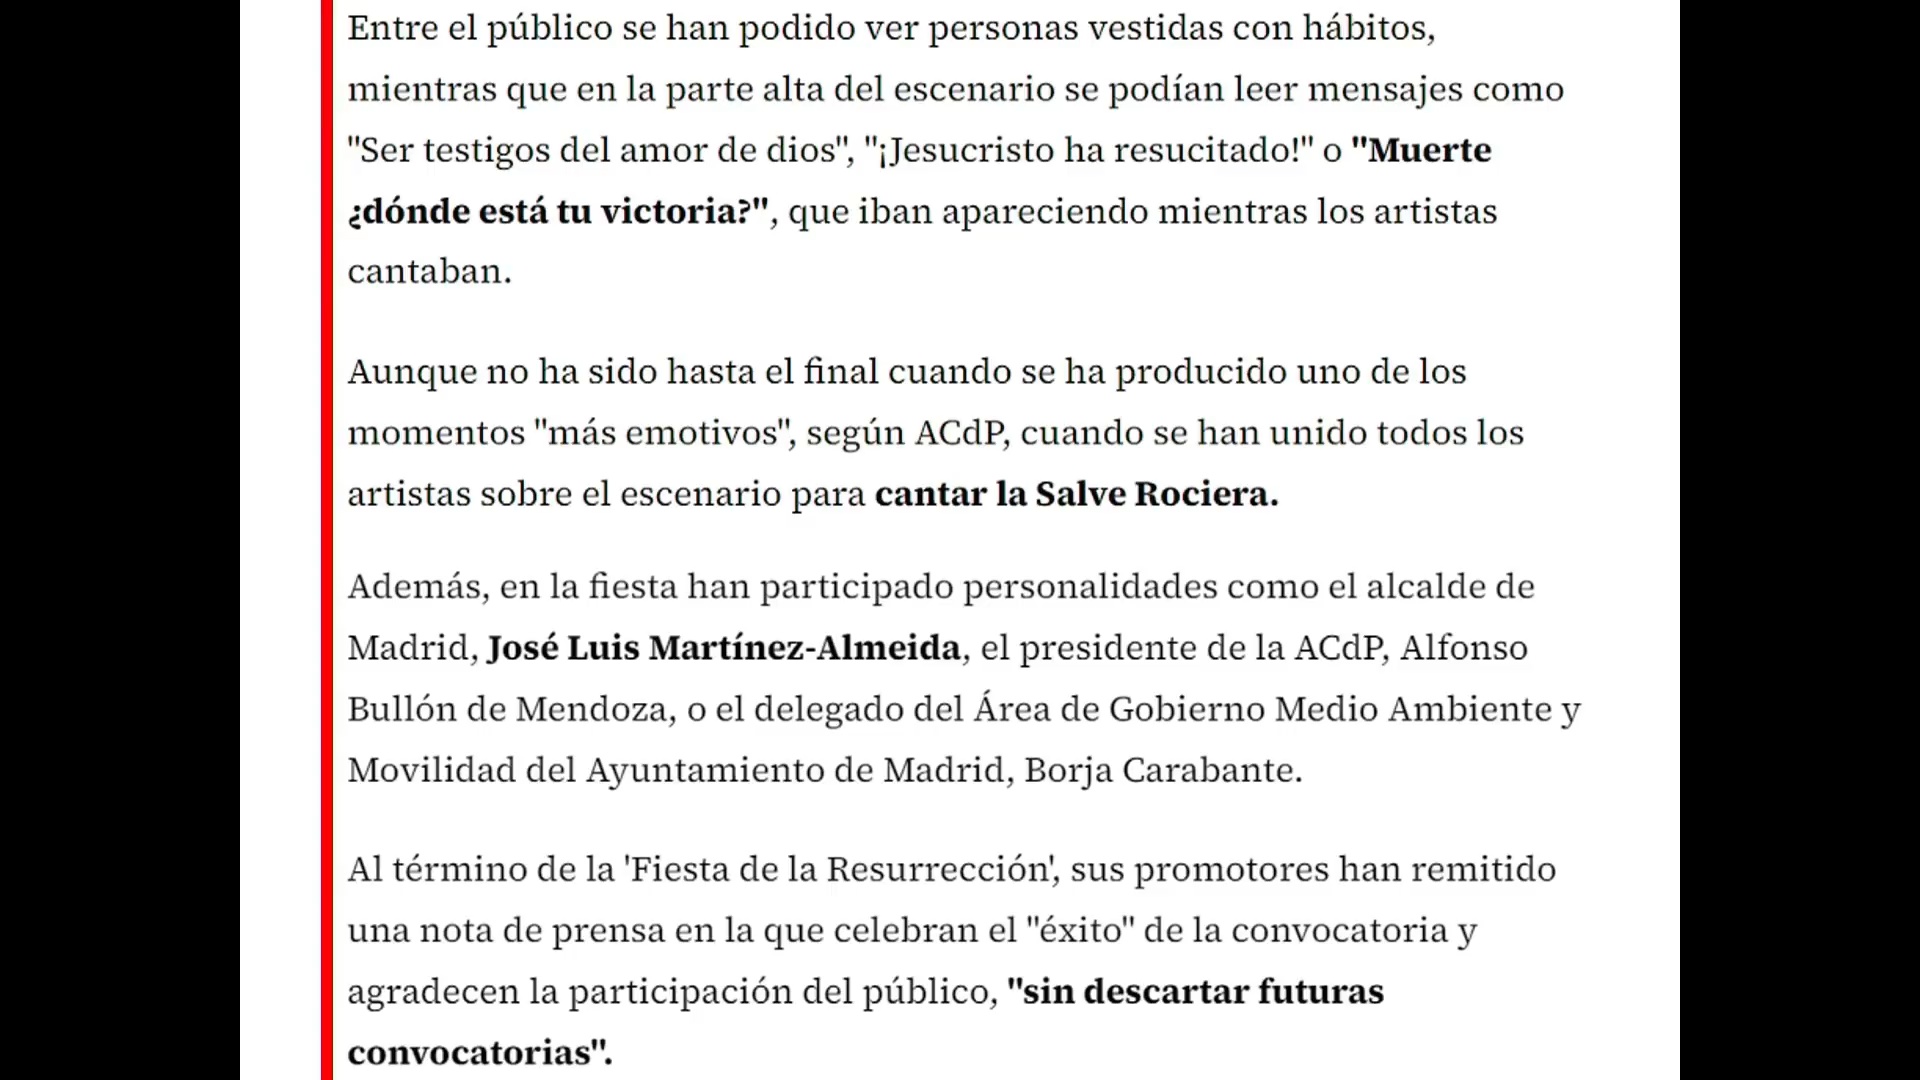 Entre el público se han podido ver personas vestidas con hábitos,
mientras que en la parte alta del escenario se podían leer mensajes como
"Ser testigos del amor de dios", "¡Jesucristo ha resucitado!" o "Muerte
¿dónde está tu victoria?", que iban apareciendo mientras los artistas
cantaban.
Aunque no ha sido hasta el final cuando se ha producido uno de los
momentos "más emotivos", según ACdP, cuando se han unido todos los
artistas sobre el escenario para cantar la Salve Rociera.
Además, en la fiesta han participado personalidades como el alcalde de
Madrid, José Luis Martínez-Almeida, el presidente de la ACdP, Alfonso
Bullón de Mendoza, o el delegado del Área de Gobierno Medio Ambiente y
Movilidad del Ayuntamiento de Madrid, Borja Carabante.
Al término de la 'Fiesta de la Resurrección', sus promotores han remitido
una nota de prensa en la que celebran el "éxito" de la convocatoria y
agradecen la participación del público, "sin descartar futuras
convocatorias".